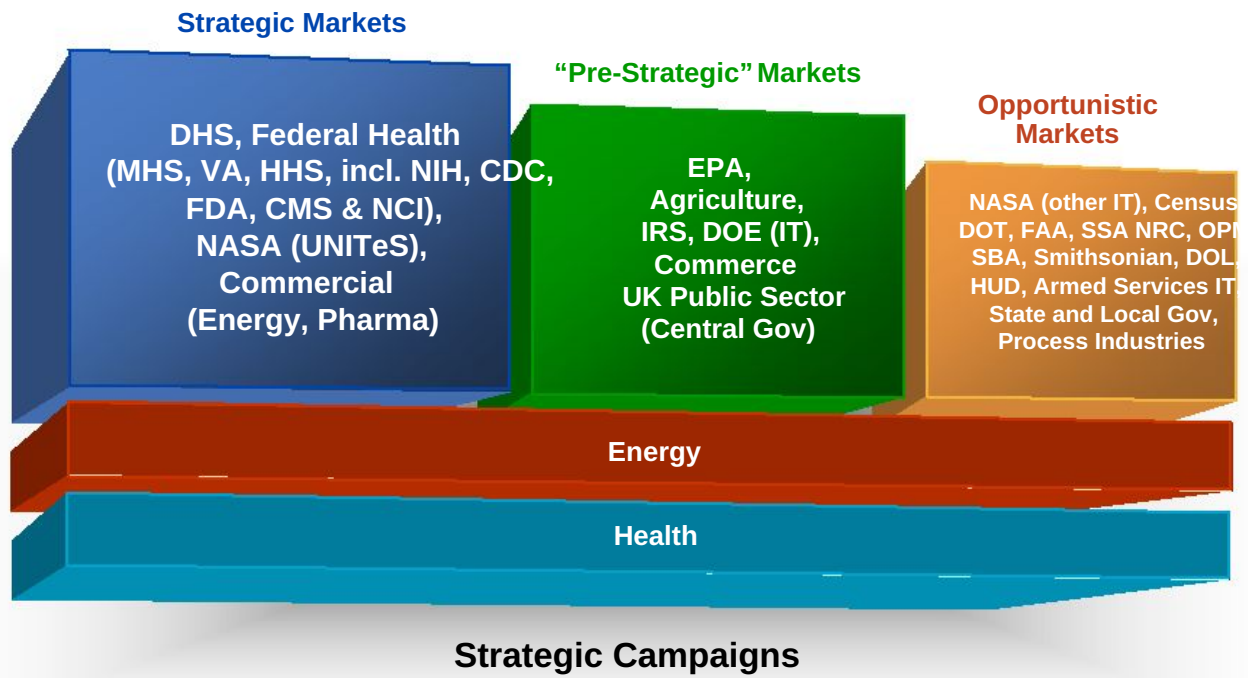 Strategic Markets
“Pre-Strategic” Markets
Opportunistic
Markets
DHS, Federal Health
(MHS, VA, HHS, incl. NIH, CDC,
FDA, CMS & NCI),
NASA (UNITeS),
Commercial
(Energy, Pharma)
EPA,
Agriculture,
IRS, DOE (IT),
Commerce
UK Public Sector
(Central Gov)
NASA (other IT), Census
DOT, FAA, SSA NRC, OPM
SBA, Smithsonian, DOL,
HUD, Armed Services IT,
State and Local Gov,
Process Industries
Energy
Health
Strategic Campaigns